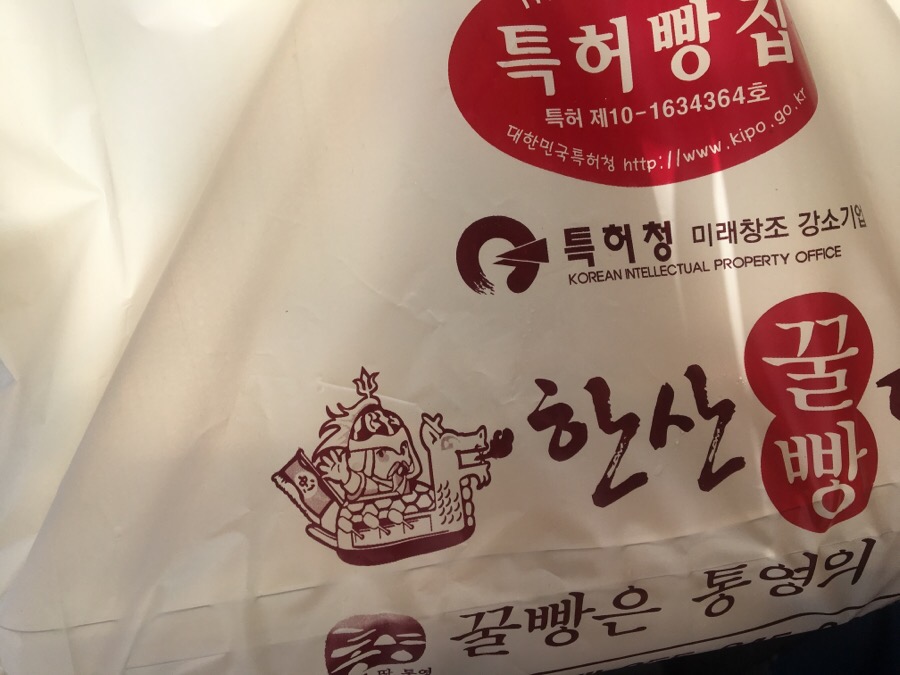 특허빵집
특허 제10-1634364호
대한민국특허청 http://www.kipo.go.kr
특허청 미래창조 강소기업
KOREAN INTELLECTUAL PROPERTY OFFICE
한산 꿀빵
꿀빵은 통영의